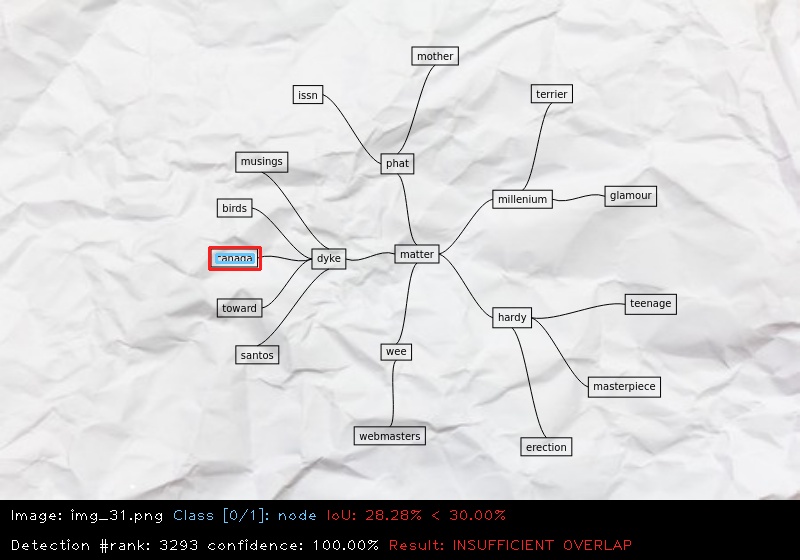 mother
issn
terrier
musings
phat
birds
millenium
glamour
dyke
matter
toward
hardy
teenage
santos
wee
masterpiece
webmasters
erection
Image: img_31.png Class [0/1]: node IoU: 28.28% < 30.00%
Detection #rank: 3293 confidence: 100.00% Result: INSUFFICIENT OVERLAP